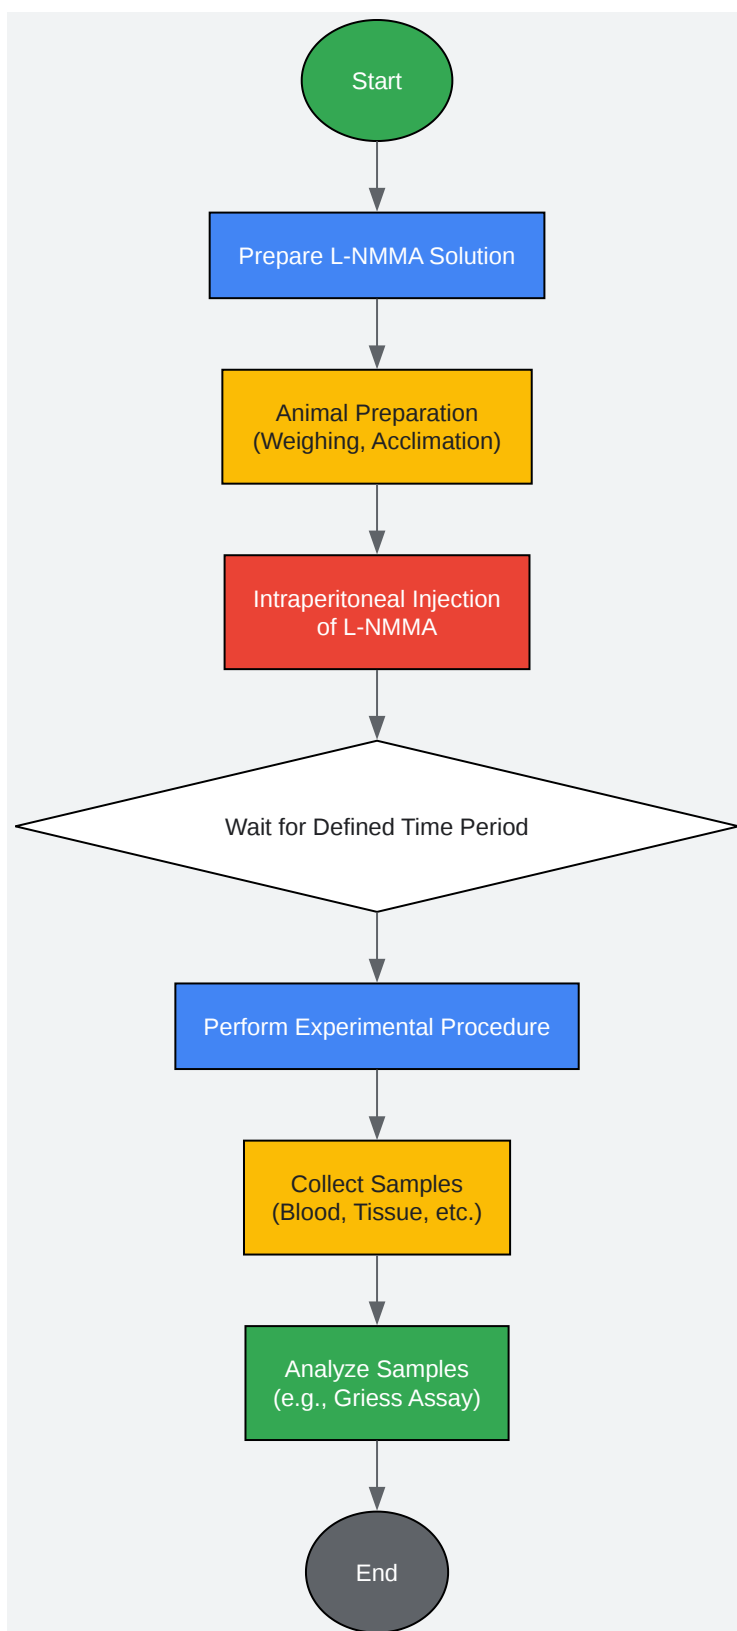 Start
Prepare L-NMMA Solution
Animal Preparation
(Weighing, Acclimation)
Intraperitoneal Injection
of L-NMMA
Wait for Defined Time Period
Perform Experimental Procedure
Collect Samples
(Blood, Tissue, etc.)
Analyze Samples
(e.g., Griess Assay)
End